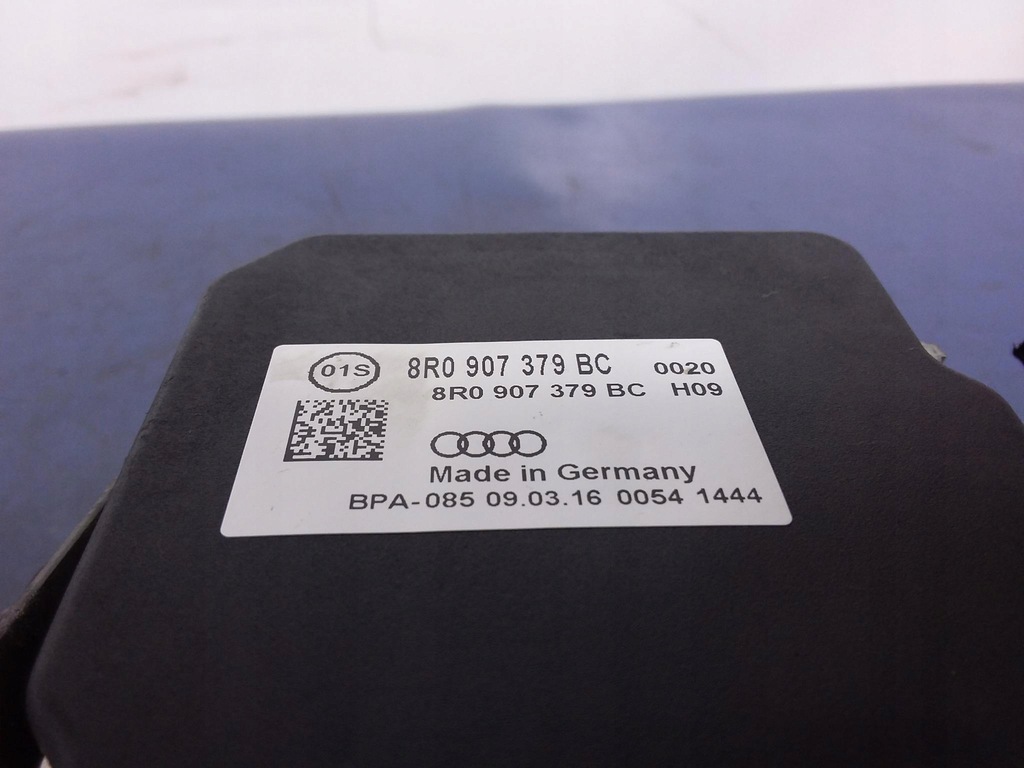 01S 8R0 907 379 BC 0020
8R0 907 379 BC H09
Made in Germany
BPA-085 09.03.16 0054 1444